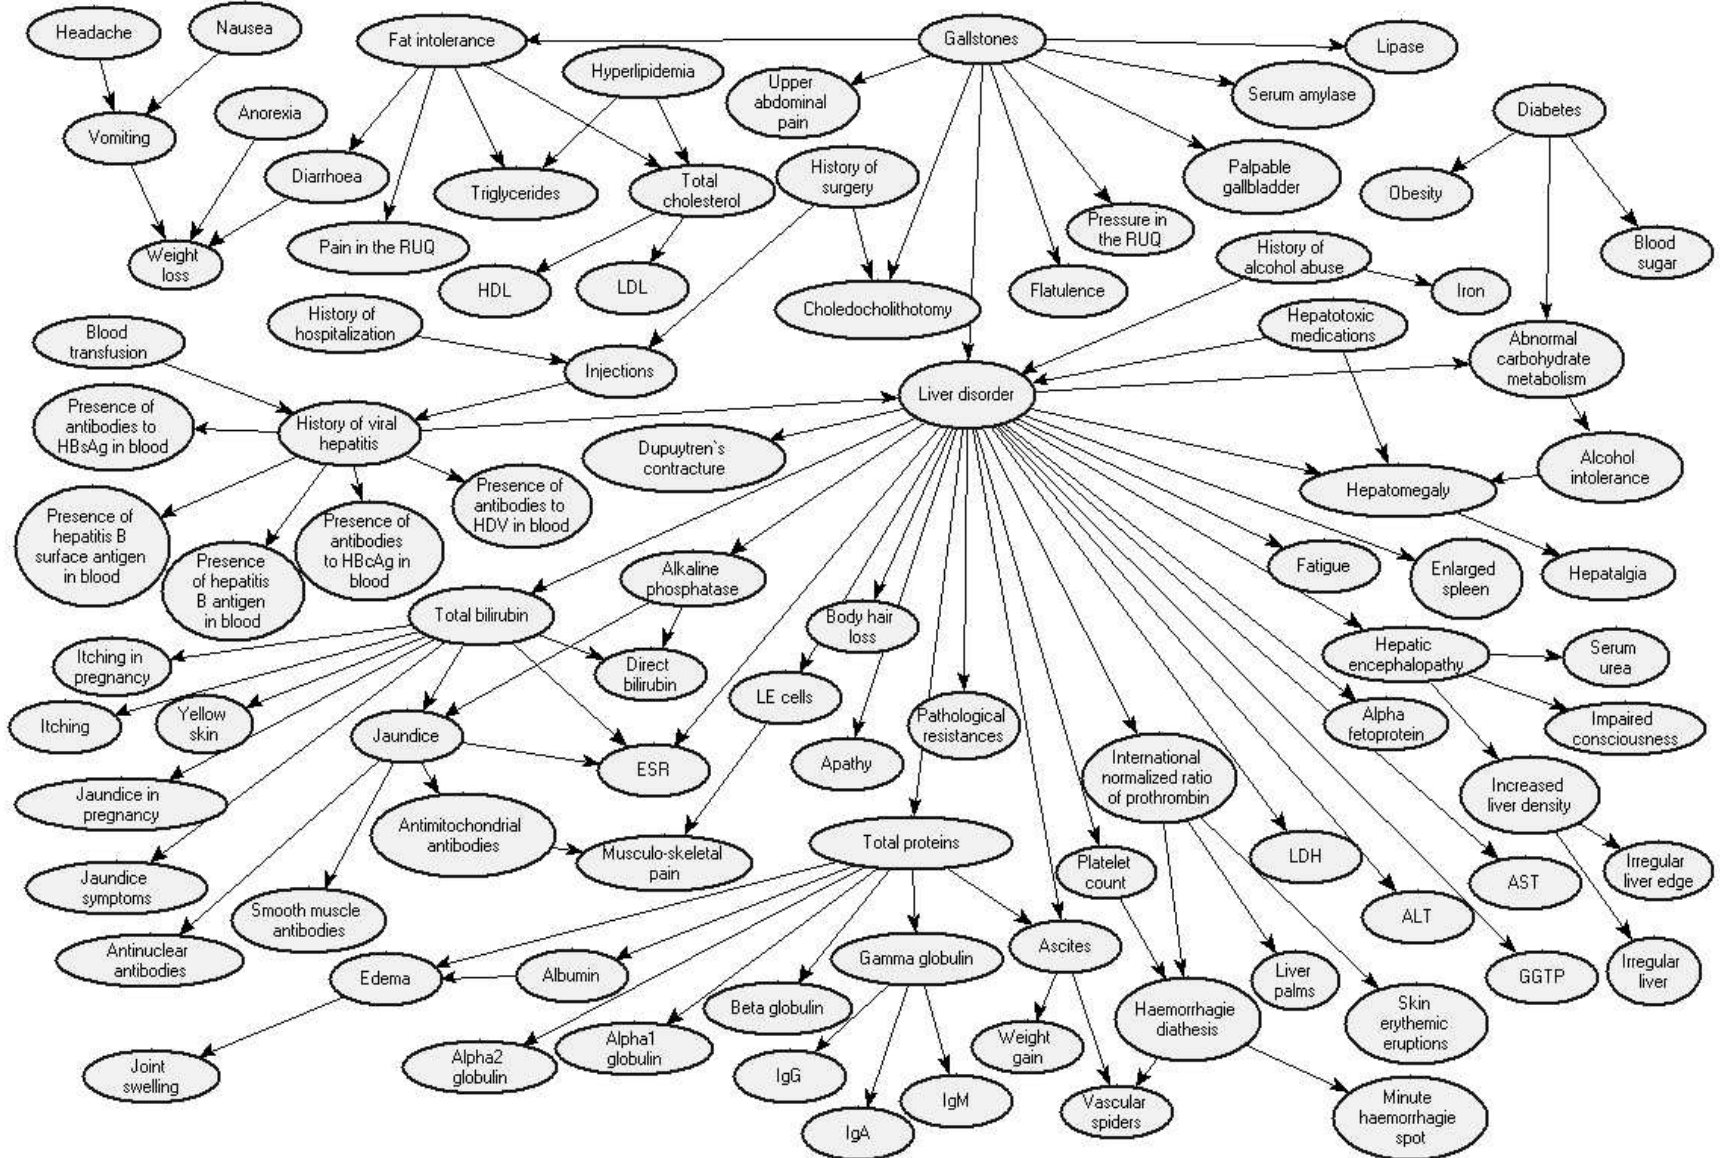 Headache
Nausea
Fat intolerance
Gallstones
Lipase
Hyperlipidemia
Upper
abdominal
pain
Serum amylase
Diabetes
Anorexia
Vomiting
Diarrhoea
Triglycerides
Total
cholesterol
History of
surgery
Palpable
gallbladder
Obesity
Pressure in
the RUQ
Pain in the RUQ
Weight
loss
Blood
sugar
History of
alcohol abuse
HDL
LDL
Flatulence
Iron
Choledocholithotomy
History of
hospitalization
Hepatotoxic
medications
Blood
transfusion
Abnormal
carbohydrate
metabolism
Injections
Liver disorder
Presence of
antibodies to
HBsAg in blood
History of viral
hepatitis
Dupuytren`s
contracture
Alcohol
intolerance
Hepatomegaly
Presence of
antibodies to
HDV in blood
Presence of
hepatitis B
surface antigen
in blood
Presence of
antibodies
to HBcAg in
blood
Presence
of hepatitis
B antigen
in blood
Alkaline
phosphatase
Fatigue
Enlarged
spleen
Hepatalgia
Total bilirubin
Body hair
loss
Hepatic
encephalopathy
Serum
urea
Itching in
pregnancy
Direct
bilirubin
LE cells
Itching
Yellow
skin
Jaundice
Pathological
resistances
Alpha
fetoprotein
Impaired
consciousness
ESR
Apathy
International
normalized ratio
of prothrombin
Increased
liver density
Jaundice in
pregnancy
Antimitochondrial
antibodies
Musculo-skeletal
pain
Total proteins
Platelet
count
LDH
Irregular
liver edge
AST
Jaundice
symptoms
Smooth muscle
antibodies
ALT
Antinuclear
antibodies
Edema
Albumin
Gamma globulin
Ascites
Liver
palms
GGTP
Irregular
liver
Beta globulin
Haemorrhagie
diathesis
Skin
erythemic
eruptions
Joint
swelling
Alpha2
globulin
Alpha1
globulin
IgG
Weight
gain
IgM
IgA
Vascular
spiders
Minute
haemorrhagie
spot